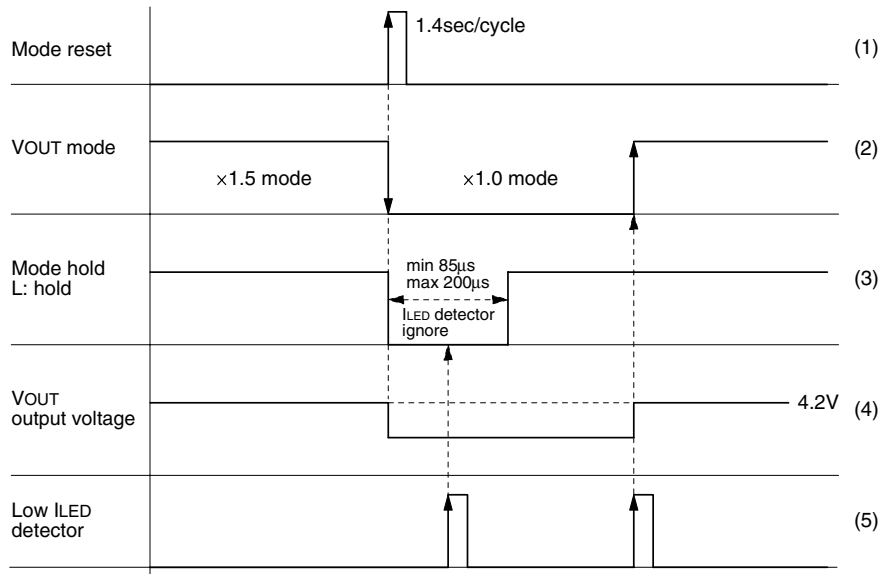 Mode reset
1.4sec/cycle
(1)
VOUT mode
×1.5 mode
×1.0 mode
(2)
Mode hold
L: hold
min 85μs
max 200μs
ILED detector
ignore
(3)
VOUT
output voltage
4.2V
(4)
Low ILED
detector
(5)